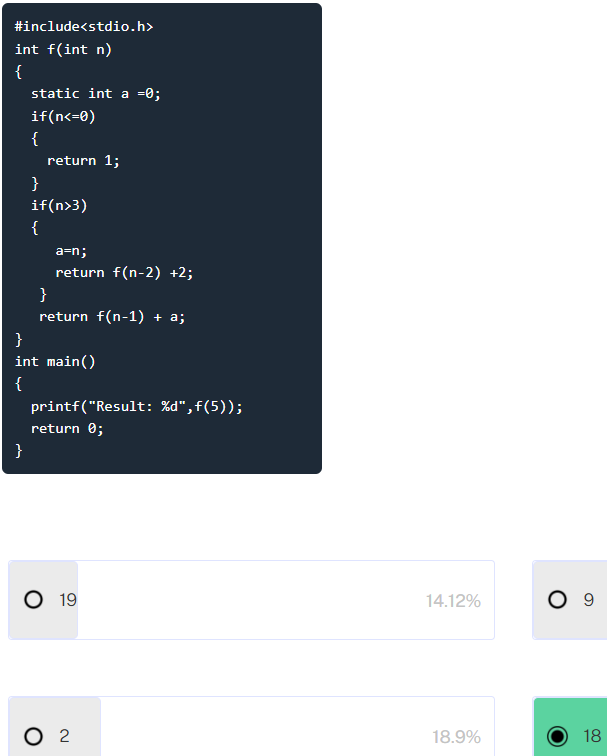 #include<stdio.h>
int f(int n)
{
static int a =0;
if(n<=0)
{
return 1;
}
if(n>3)
{
a=n;
return f(n-2) +2;
}
return f(n-1) + a;
}
int main()
{
printf("Result: %d",f(5));
return 0;
}
19 14.12% 9
2 18.9% 18